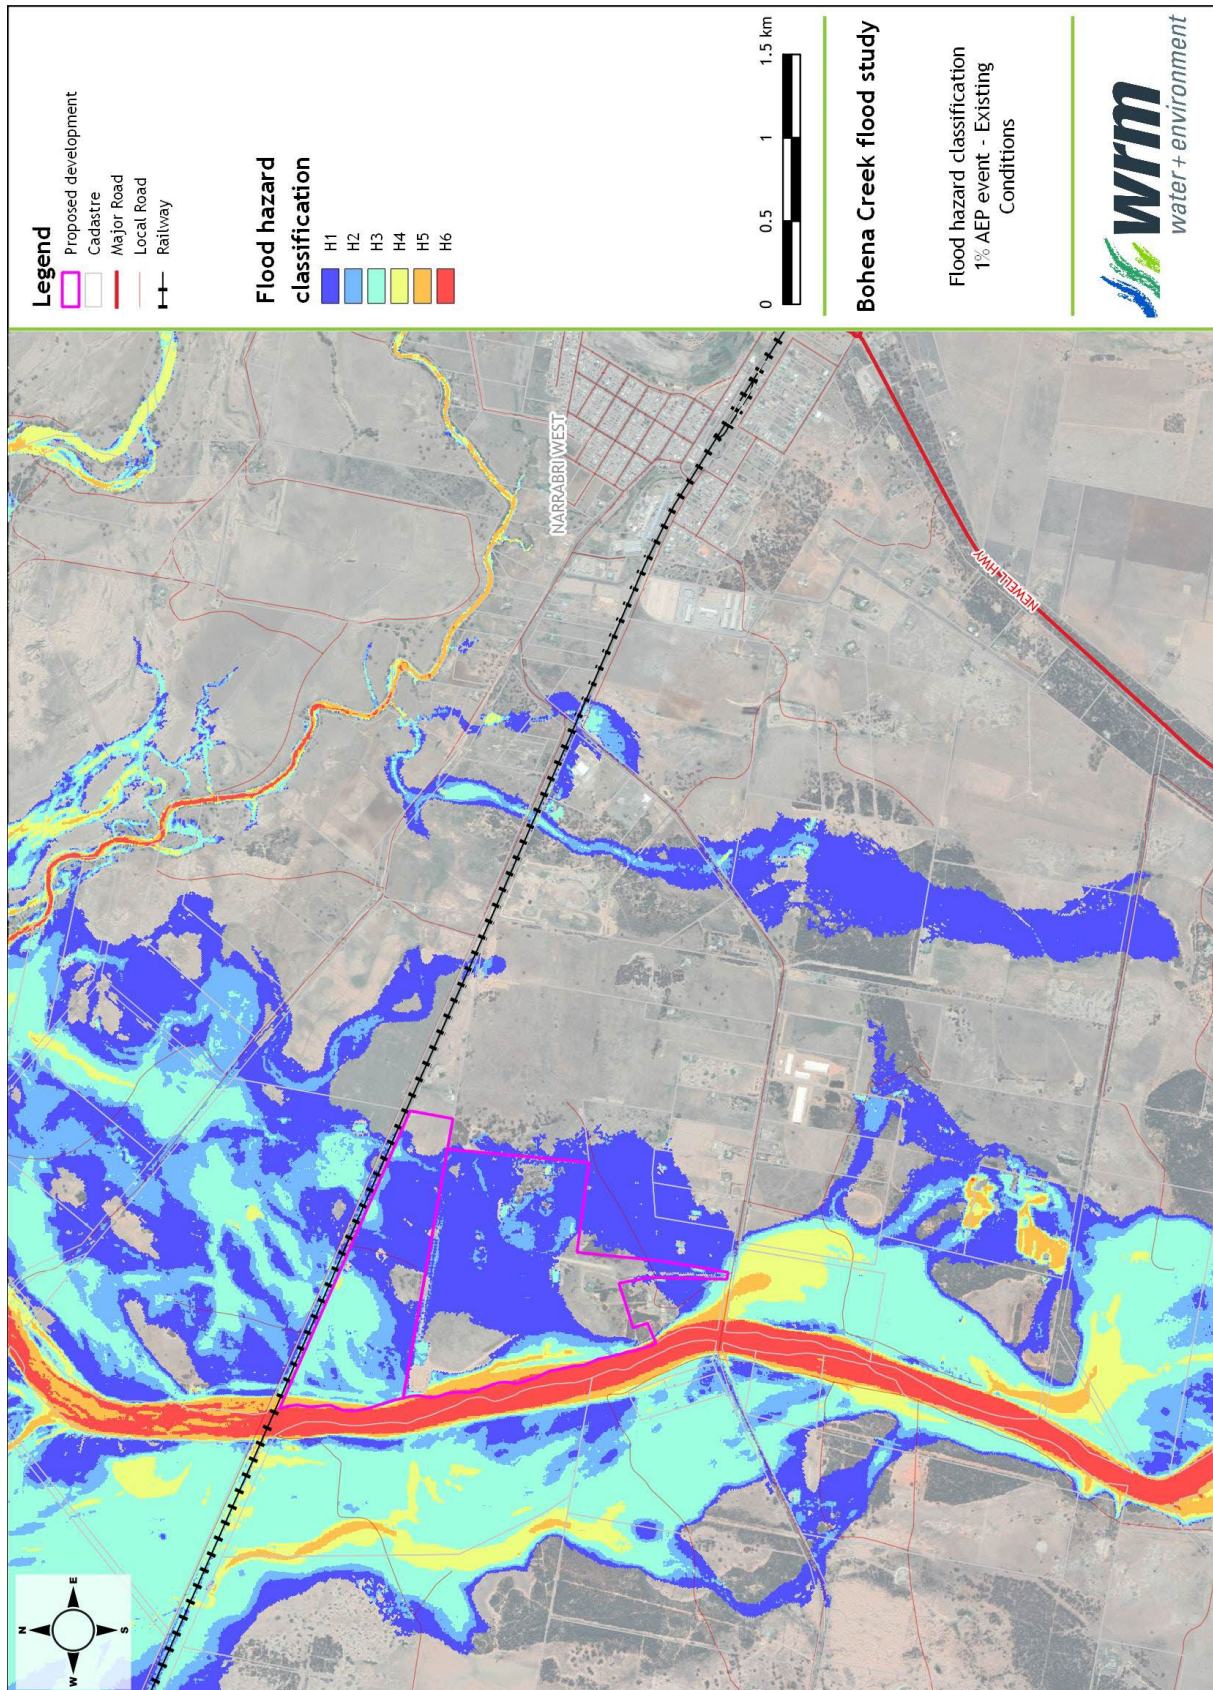 Legend
Proposed development
Cadastre
Major Road
Local Road
Railway
Flood hazard
classification
H1
H2
H3
H4
H5
H6
0 0.5 1 1.5 km
Bohena Creek flood study
Flood hazard classification
1% AEP event - Existing
Conditions
wrm
water + environment
NARRABRI WEST
NEWELL HWY
N
E
S
W